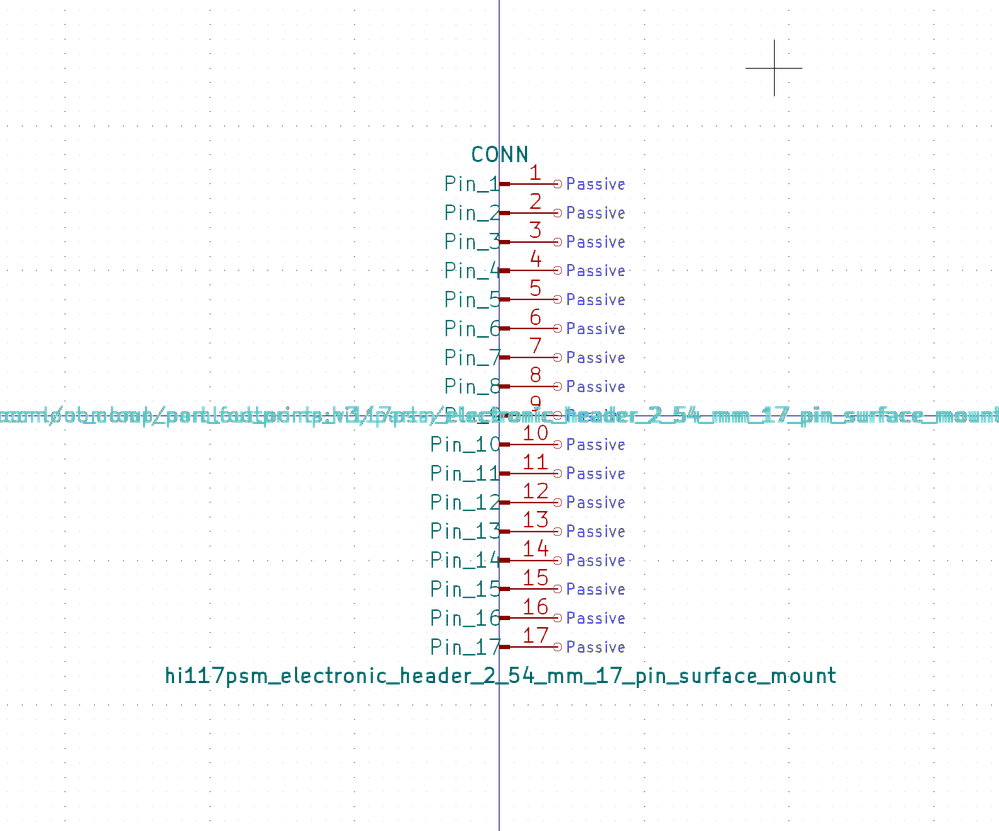 CONN
Pin_1 1 Passive
Pin_2 2 Passive
Pin_3 3 Passive
Pin_4 4 Passive
Pin_5 5 Passive
Pin_6 6 Passive
Pin_7 7 Passive
Pin_8 8 Passive
9
header_2_54_mm_17_pin_surface_mount
Pin_10 10 Passive
Pin_11 11 Passive
Pin_12 12 Passive
Pin_13 13 Passive
Pin_14 14 Passive
Pin_15 15 Passive
Pin_16 16 Passive
Pin_17 17 Passive
hi117psm_electronic_header_2_54_mm_17_pin_surface_mount